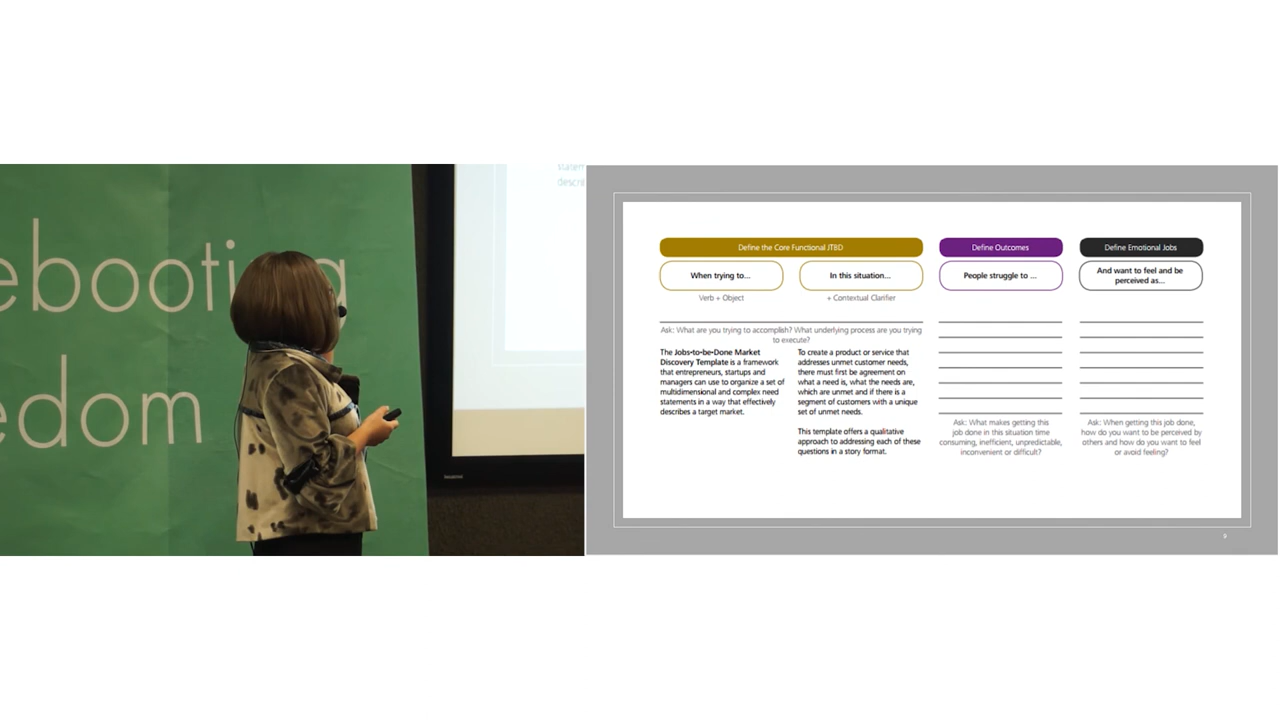 ebooting
edom
Define the Core Functional JTBD
When trying to...
In this situation...
Verb + Object
+ Contextual Clarifier
Ask: What are you trying to accomplish? What underlying process are you trying
to execute?
The Jobs-to-be-Done Market
Discovery Template is a framework
that entrepreneurs, startups and
managers can use to organize a set of
multidimensional and complex need
statements in a way that effectively
describes a target market.
To create a product or service that
addresses unmet customer needs,
there must first be agreement on
what a need is, what the needs are,
which are unmet and if there is a
segment of customers with a unique
set of unmet needs.
This template offers a qualitative
approach to addressing each of these
questions in a story format.
Define Outcomes
People struggle to ...
Ask: What makes getting this
job done in this situation time
consuming, inefficient, unpredictable,
inconvenient or difficult?
Define Emotional Jobs
And want to feel and be
perceived as...
Ask: When getting this job done,
how do you want to be perceived by
others and how do you want to feel
or avoid feeling?
9